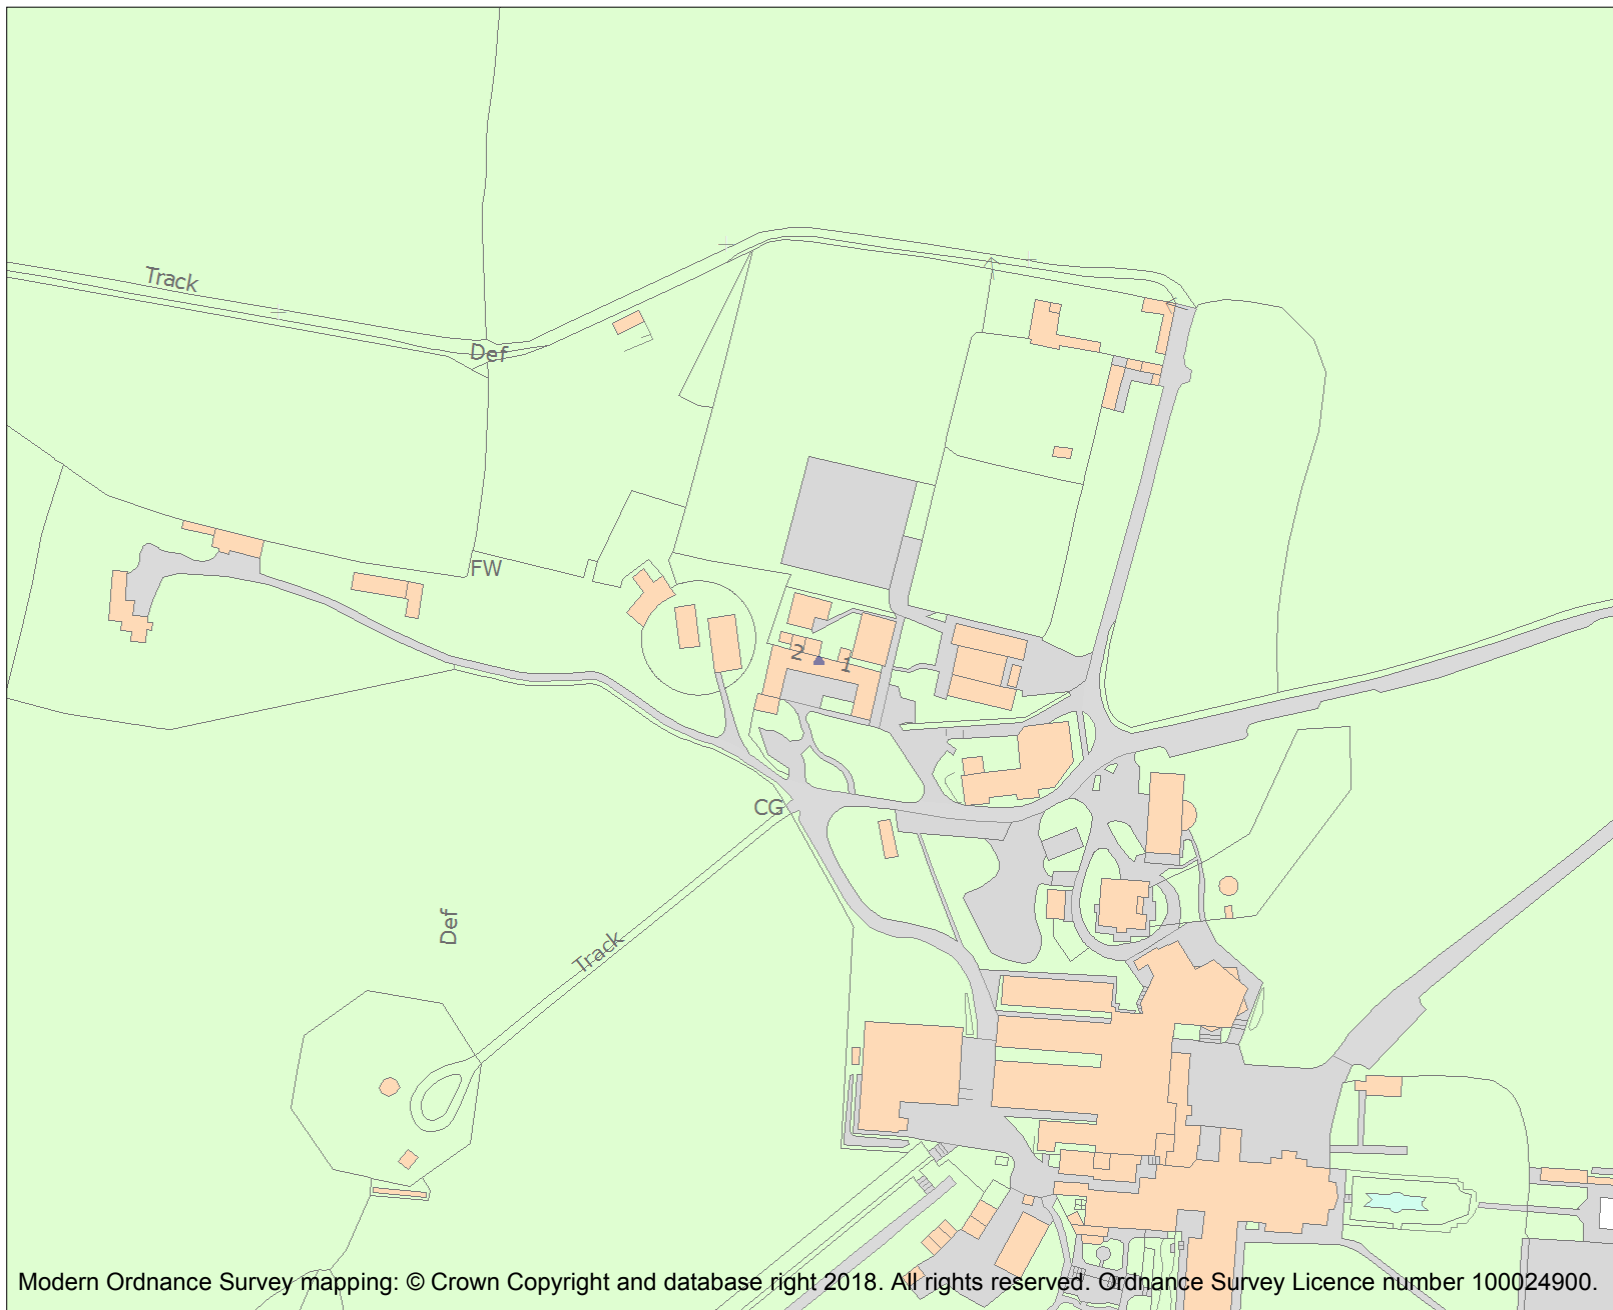 Track
Def
FW
2
1
CG
Def
Track
Modern Ordnance Survey mapping: © Crown Copyright and database right 2018. All rights reserved. Ordnance Survey Licence number 100024900.